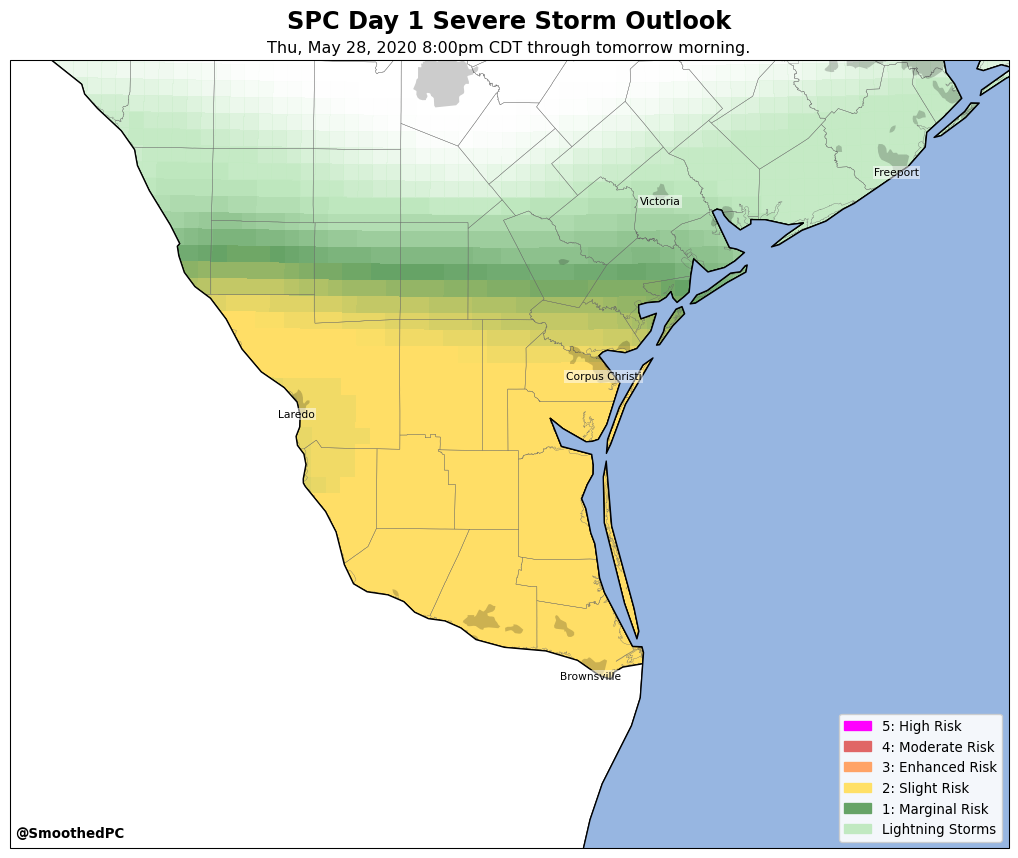 SPC Day 1 Severe Storm Outlook
Thu, May 28, 2020 8:00pm CDT through tomorrow morning.
Freeport
Victoria
Corpus Christi
Laredo
Brownsville
5: High Risk
4: Moderate Risk
3: Enhanced Risk
2: Slight Risk
1: Marginal Risk
Lightning Storms
@SmoothedPC